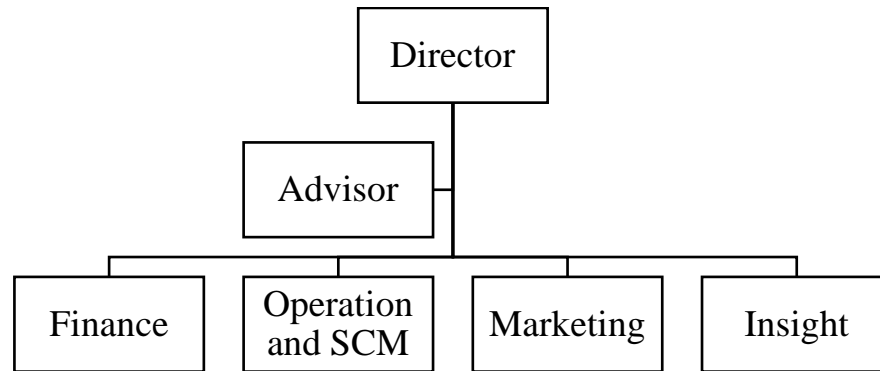 Director
Advisor
Finance
Operation
and SCM
Marketing
Insight